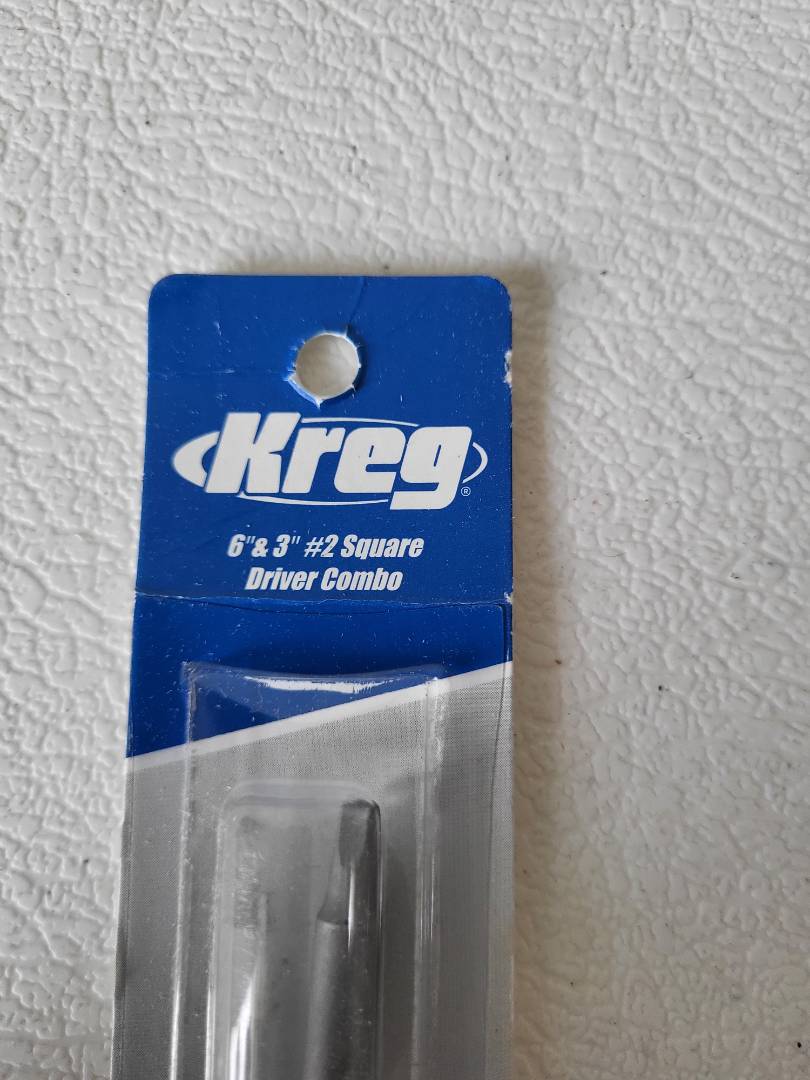 Kreg®
6"& 3" #2 Square
Driver Combo